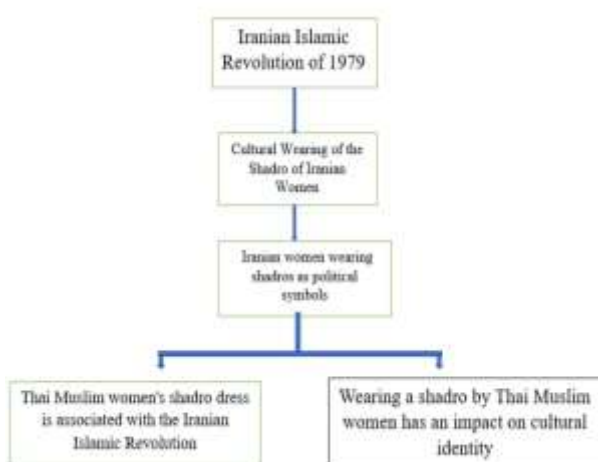 Iranian Islamic
Revolution of 1979
Cultural Wearing of the
Shadro of Iranian
Women
Iranian women wearing
shadros as political
symbols
Thai Muslim women's shadro dress
is associated with the Iranian
Islamic Revolution
Wearing a shadro by Thai Muslim
women has an impact on cultural
identity